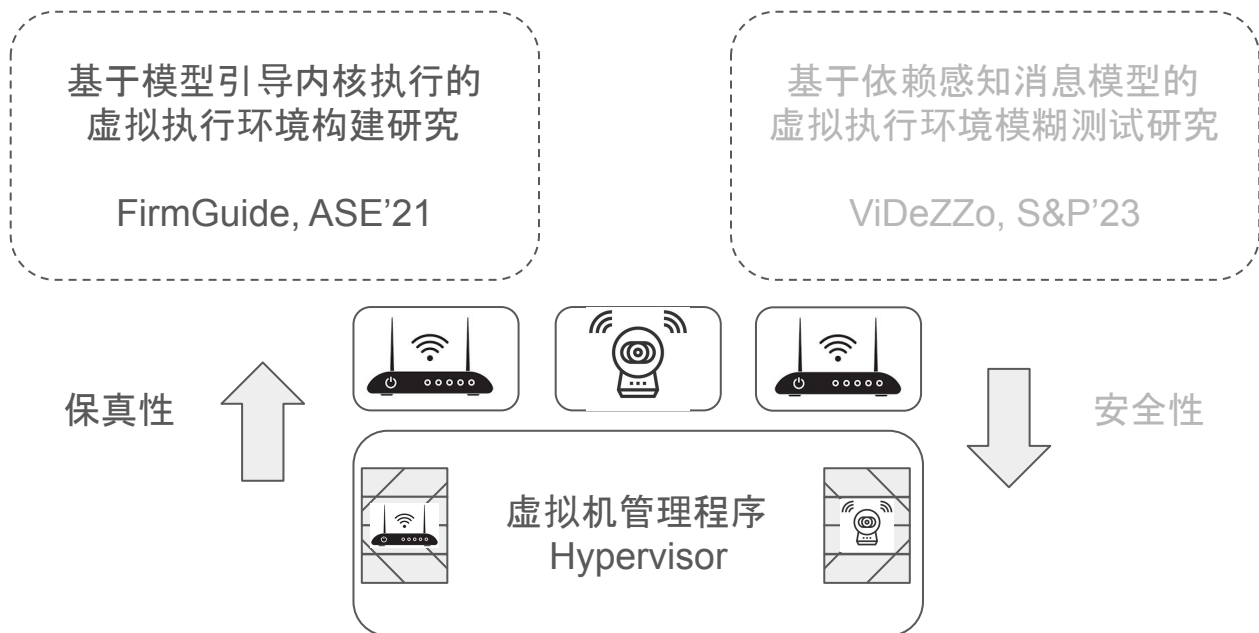 基于模型引导内核执行的
虚拟执行环境构建研究
FirmGuide, ASE’21
基于依赖感知消息模型的
虚拟执行环境模糊测试研究
ViDeZZo, S&P’23
保真性
安全性
虚拟机管理程序
Hypervisor